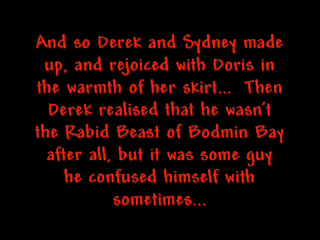 And so Derek and Sydney made
up, and rejoiced with Doris in
the warmth of her skirt... Then
Derek realised that he wasn't
the Rabid Beast of Bodmin Bay
after all, but it was some guy
he confused himself with
sometimes...